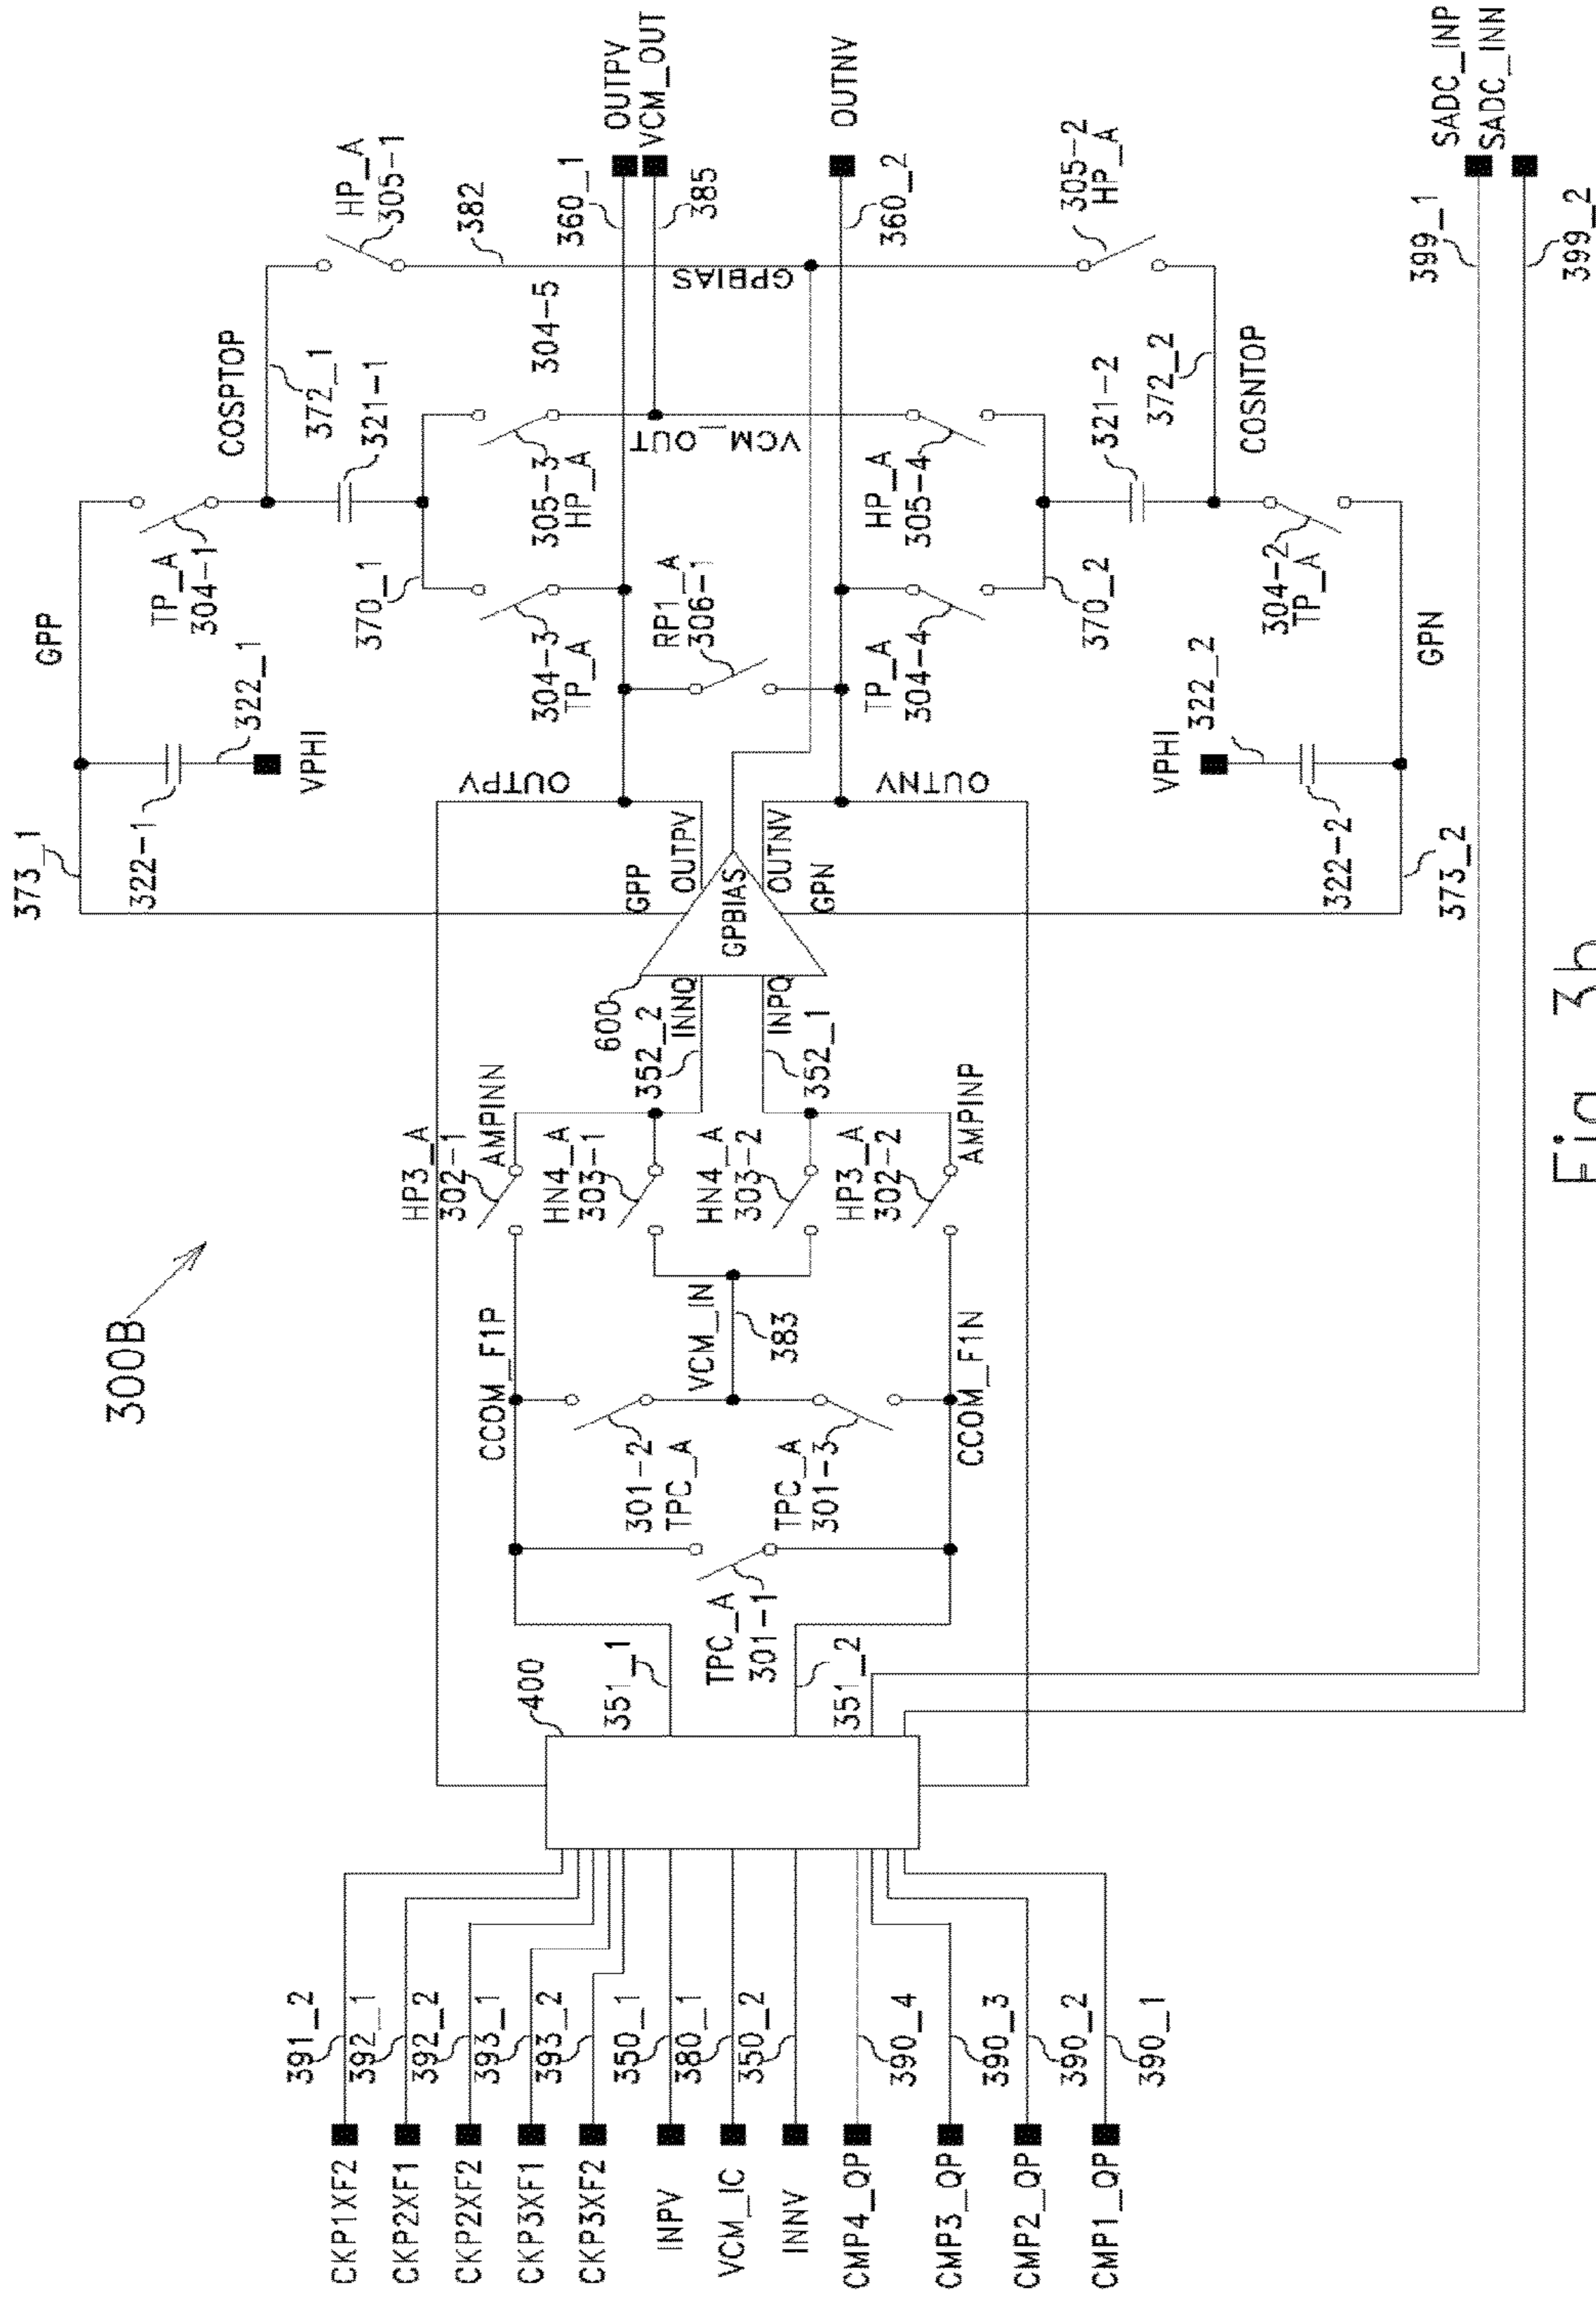 300B
CKP1XF2
391_2
CKP2XF1
392_1
CKP2XF2
392_2
CKP3XF1
393_1
CKP3XF2
393_2
INPV
350_1
VCM_IC
380_1
INNV
350_2
CMP4_QP
390_4
CMP3_QP
390_3
CMP2_QP
390_2
CMP1_QP
390_1
400
351_1
351_2
TPC_A
301-1
301-2
TPC_A
TPC_A
301-3
CCOM_F1P
CCOM_F1N
VCM_IN
383
HP3_A
302-1
AMPINN
HN4_A
303-1
HN4_A
303-2
HP3_A
302-2
AMPINP
352_2
INNQ
INPQ
352_1
600
GPBIAS
GPP
OUTPV
OUTNV
GPN
373_1
322-1
322_1
VPHI
GPP
TP_A
304-1
COSPTOP
372_1
321-1
370_1
HP_A
305-1
382
OUTPV
304-3
TP_A
305-3
HP_A
304-5
RP1_A
306-1
VCM_OUT
GPBIAS
360_1
OUTPV
VCM_OUT
385
OUTNV
TP_A
304-4
HP_A
305-4
360_2
OUTNV
305-2
HP_A
370_2
321-2
372_2
COSNTOP
304-2
TP_A
VPHI
322_2
322-2
GPN
373_2
399_1
SADC_INP
SADC_INN
399_2
Fig. 3b